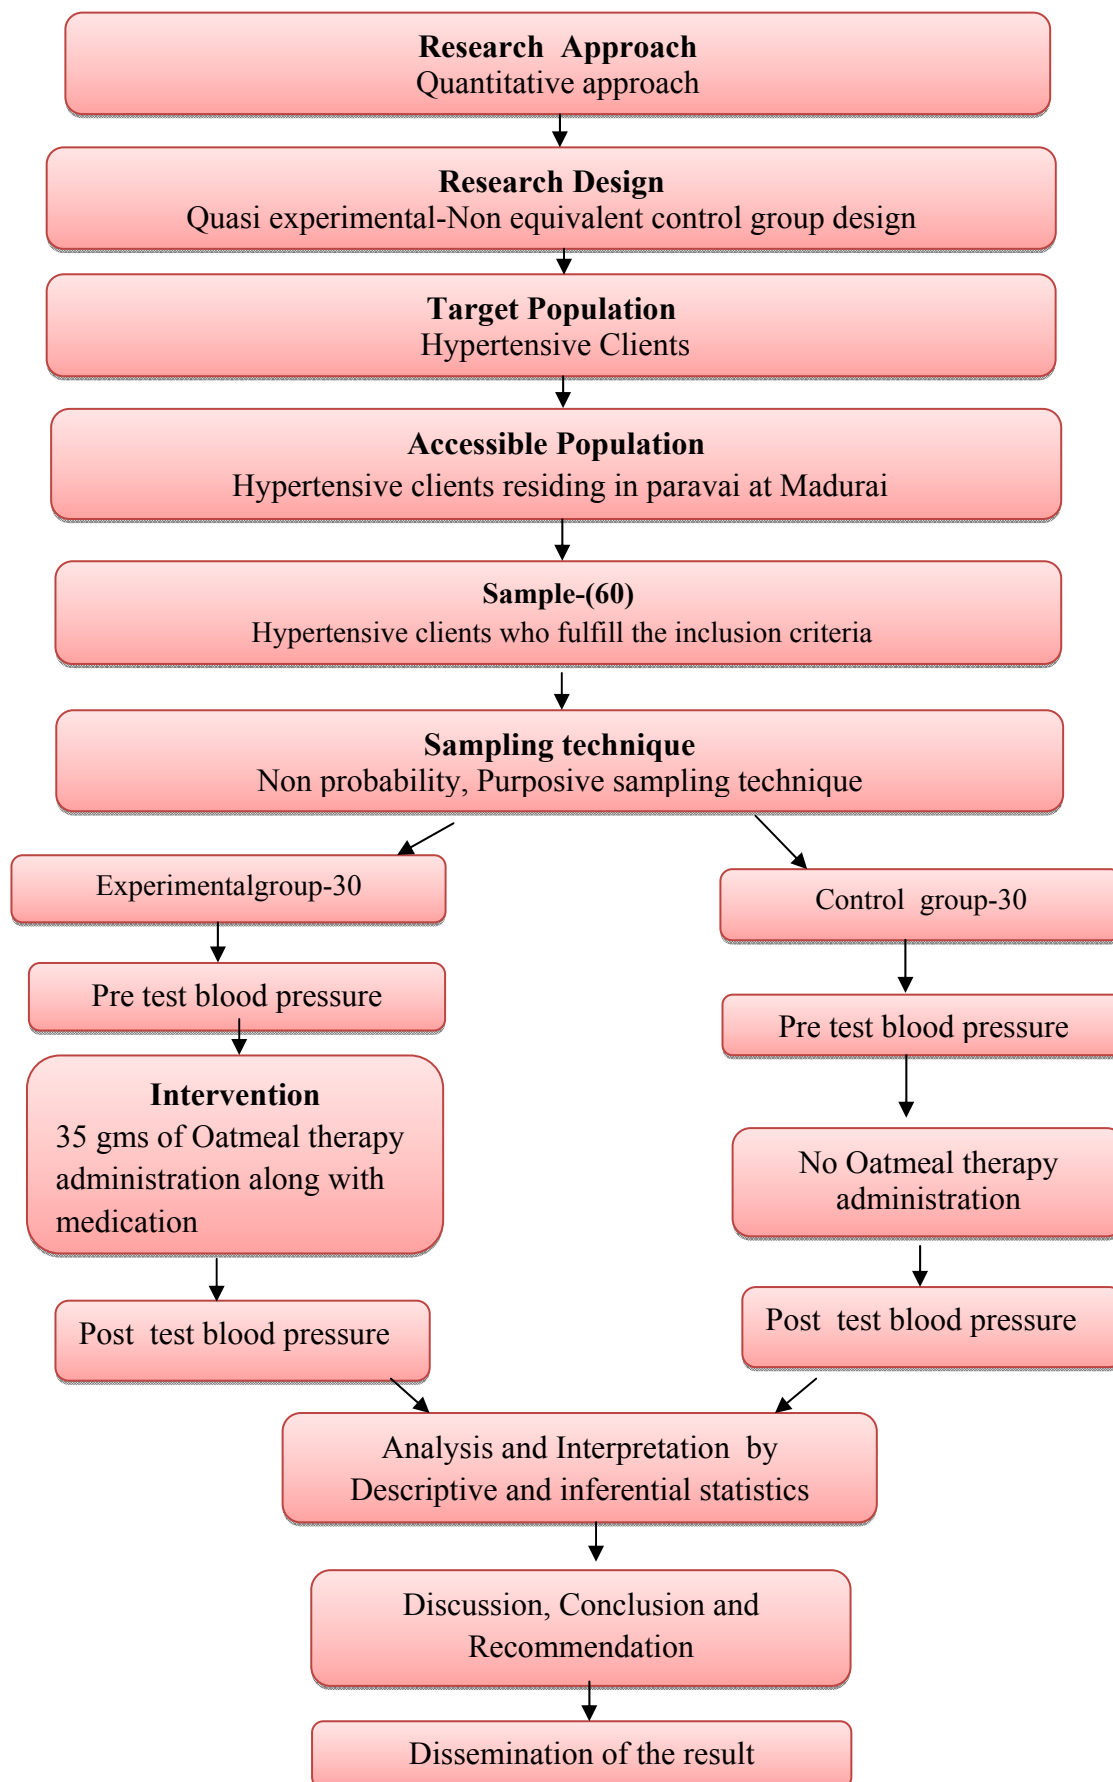 Research Approach
Quantitative approach
Research Design
Quasi experimental-Non equivalent control group design
Target Population
Hypertensive Clients
Accessible Population
Hypertensive clients residing in paravai at Madurai
Sample-(60)
Hypertensive clients who fulfill the inclusion criteria
Sampling technique
Non probability, Purposive sampling technique
Experimentalgroup-30
Control group-30
Pre test blood pressure
Pre test blood pressure
Intervention
35 gms of Oatmeal therapy
administration along with
medication
No Oatmeal therapy
administration
Post test blood pressure
Post test blood pressure
Analysis and Interpretation by
Descriptive and inferential statistics
Discussion, Conclusion and
Recommendation
Dissemination of the result